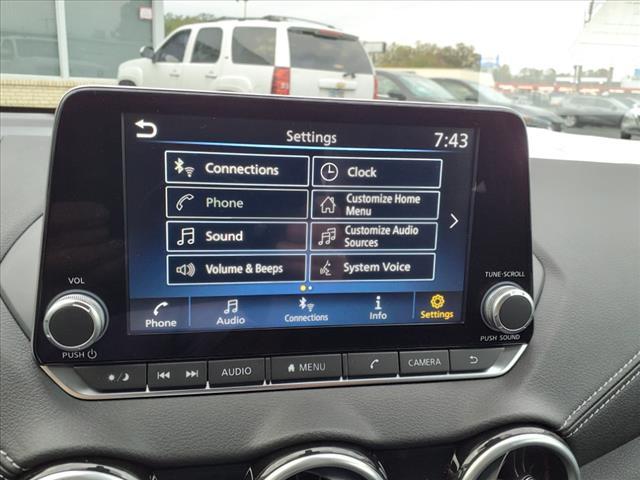 Settings
7:43
Connections
Clock
Phone
Customize Home
Menu
Sound
Customize Audio
Sources
Volume & Beeps
System Voice
Phone
Audio
Connections
Info
Settings
VOL
PUSH
TUNE·SCROLL
PUSH SOUND
AUDIO
MENU
CAMERA